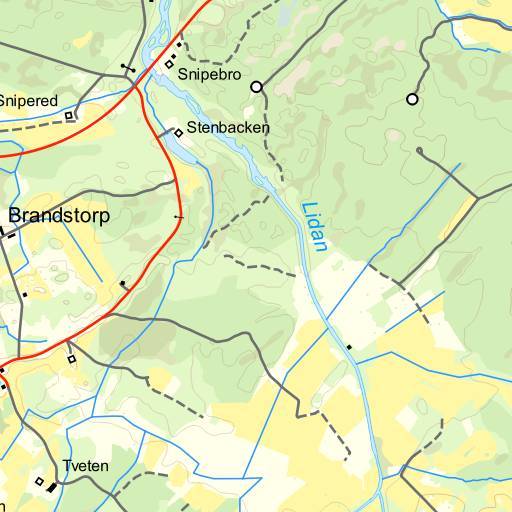 Snipebro
Snipered
Stenbacken
Lidan
Brandstorp
Tveten